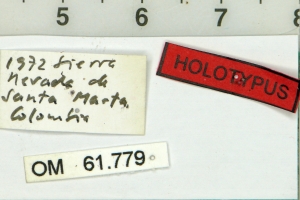 5 6 7 8
1972 Sierra
Nevada de
Santa Marta,
Colombia
HOLOTYPUS
OM 61.779